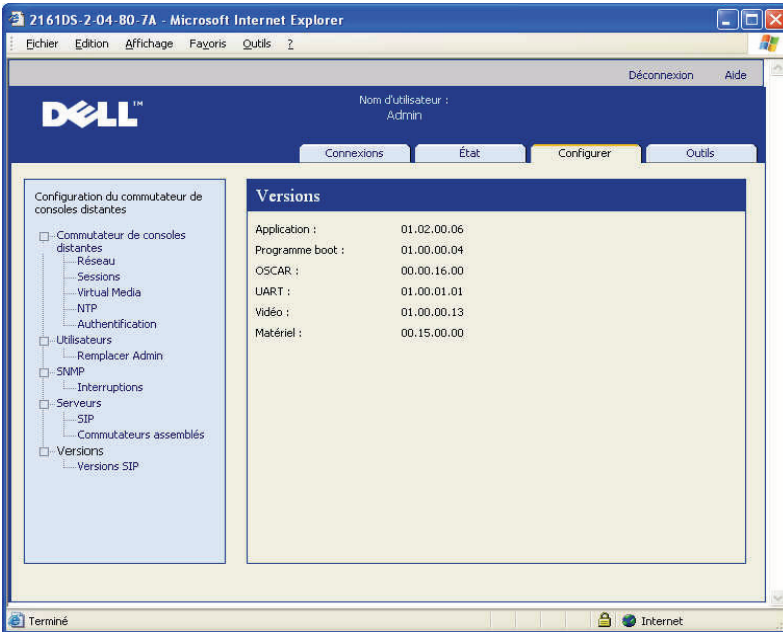 2161DS-2-04-80-7A - Microsoft Internet Explorer
Fichier Edition Affichage Favoris Outils ?
Déconnexion Aide
DELL™
Nom d'utilisateur :
Admin
Connexions État Configurer Outils
Configuration du commutateur de
consoles distantes
Commutateur de consoles
distantes
Réseau
Sessions
Virtual Media
NTP
Authentification
Utilisateurs
Remplacer Admin
SNMP
Interruptions
Serveurs
SIP
Commutateurs assemblés
Versions
Versions SIP
Versions
Application : 01.02.00.06
Programme boot : 01.00.00.04
OSCAR : 00.00.16.00
UART : 01.00.01.01
Vidéo : 01.00.00.13
Matériel : 00.15.00.00
Terminé Internet